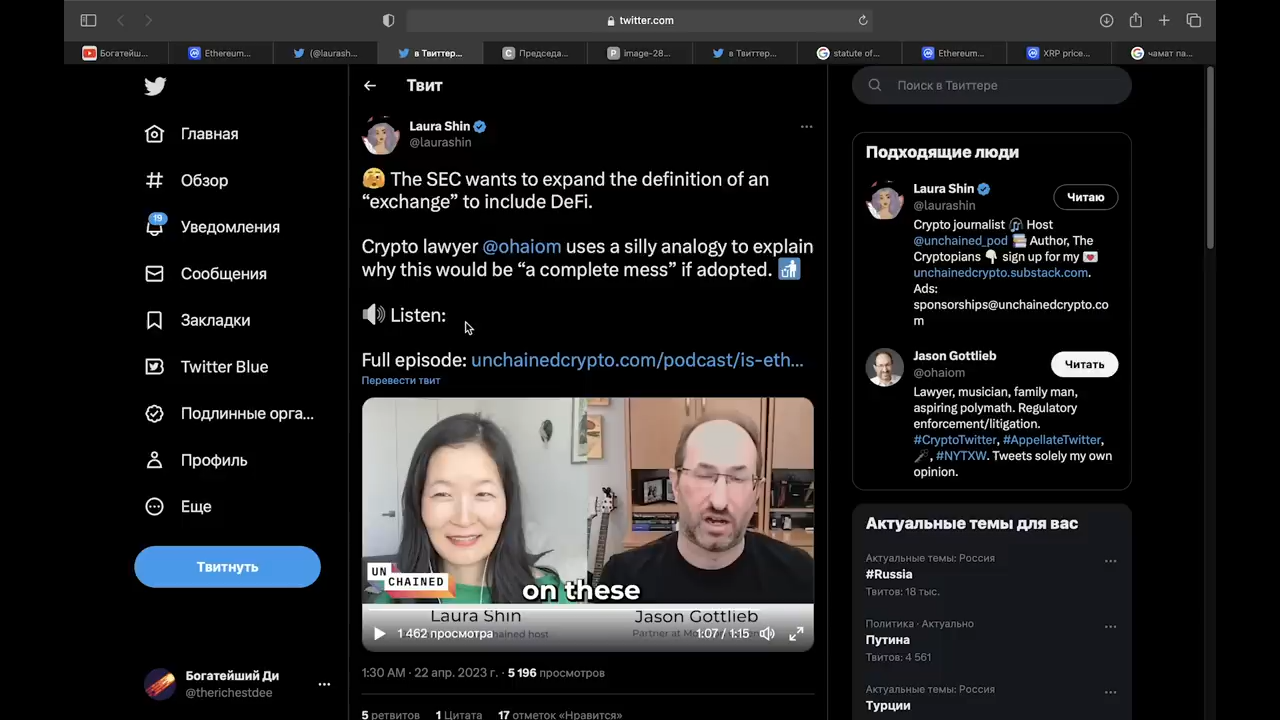 twitter.com
Богатейш...
Ethereum...
(@laurash...
в Твиттер...
Председа...
image-28...
в Твиттер...
statute of...
Ethereum...
XRP price...
чамат па...
Твит
Поиск в Твиттере
Главная
Обзор
19
Уведомления
Сообщения
Закладки
Twitter Blue
Подлинные орга...
Профиль
Еще
Твитнуть
Богатейший Ди
@therichestdee
Laura Shin
@laurashin
The SEC wants to expand the definition of an
“exchange” to include DeFi.
Crypto lawyer @ohaiom uses a silly analogy to explain
why this would be “a complete mess” if adopted.
Listen:
Full episode: unchainedcrypto.com/podcast/is-eth...
Перевести твит
UN
CHAINED
on these
Laura Shin
Jason Gottlieb
1 462 просмотра
1:07 / 1:15
1:30 AM · 22 апр. 2023 г. · 5 196 просмотров
5 ретвитов 1 Цитата 17 отметок «Нравится»
Подходящие люди
Laura Shin
@laurashin
Читаю
Crypto journalist Host
@unchained_pod Author, The
Cryptopians sign up for my
unchainedcrypto.substack.com.
Ads:
sponsorships@unchainedcrypto.co
m
Jason Gottlieb
@ohaiom
Читать
Lawyer, musician, family man,
aspiring polymath. Regulatory
enforcement/litigation.
#CryptoTwitter, #AppellateTwitter,
, #NYTXW. Tweets solely my own
opinion.
Актуальные темы для вас
Актуальные темы: Россия
#Russia
Твитов: 18 тыс.
Политика · Актуально
Путина
Твитов: 4 561
Актуальные темы: Россия
Турции